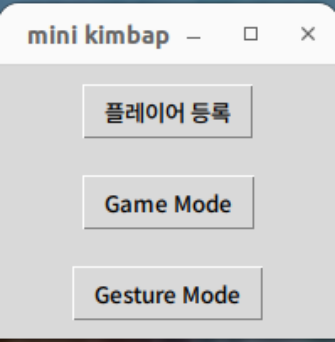 mini kimbap
플레이어 등록
Game Mode
Gesture Mode